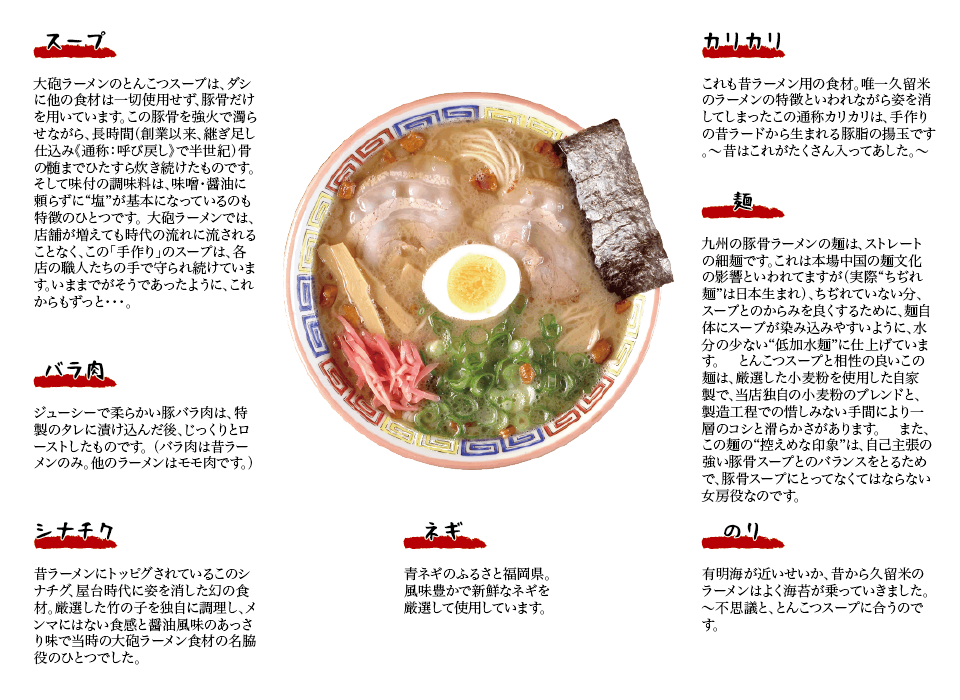 スープ
大砲ラーメンのとんこつスープは、ダシ
に他の食材は一切使用せず、豚骨だけ
を用いています。この豚骨を強火で濁ら
せながら、長時間（創業以来、継ぎ足し
仕込み《通称：呼び戻し》で半世紀）骨
の髄までひたすら炊き続けたものです。
そして味付の調味料は、味噌・醤油に
頼らずに“塩”が基本になっているのも
特徴のひとつです。大砲ラーメンでは、
店舗が増えても時代の流れに流される
ことなく、この「手作り」のスープは、各
店の職人たちの手で守られ続けていま
す。いままでがそうであったように、これ
からもずっと・・・。
バラ肉
ジューシーで柔らかい豚バラ肉は、特
製のタレに漬け込んだ後、じっくりとロ
ーストしたものです。（バラ肉は昔ラー
メンのみ。他のラーメンはモモ肉です。）
シナチク
昔ラーメンにトッピグされているこのシ
ナチグ、屋台時代に姿を消した幻の食
材。厳選した竹の子を独自に調理し、メ
ンマにはない食感と醤油風味のあっさ
り味で当時の大砲ラーメン食材の名脇
役のひとつでした。
ネギ
青ネギのふるさと福岡県。
風味豊かで新鮮なネギを
厳選して使用しています。
カリカリ
これも昔ラーメン用の食材。唯一久留米
のラーメンの特徴といわれながら姿を消
してしまったこの通称カリカリは、手作り
の昔ラードから生まれる豚脂の揚玉です
。～昔はこれがたくさん入ってあした。～
麺
九州の豚骨ラーメンの麺は、ストレート
の細麺です。これは本場中国の麺文化
の影響といわれてますが（実際“ちぢれ
麺”は日本生まれ）、ちぢれていない分、
スープとのからみを良くするために、麺自
体にスープが染み込みやすいように、水
分の少ない“低加水麺”に仕上げていま
す。　とんこつスープと相性の良いこの
麺は、厳選した小麦粉を使用した自家
製で、当店独自の小麦粉のブレンドと、
製造工程での惜しみない手間により一
層のコシと滑らかさがあります。　また、
この麺の“控えめな印象”は、自己主張の
強い豚骨スープとのバランスをとるため
で、豚骨スープにとってなくてはならない
女房役なのです。
のり
有明海が近いせいか、昔から久留米の
ラーメンはよく海苔が乗っていきました。
～不思議と、とんこつスープに合うので
す。